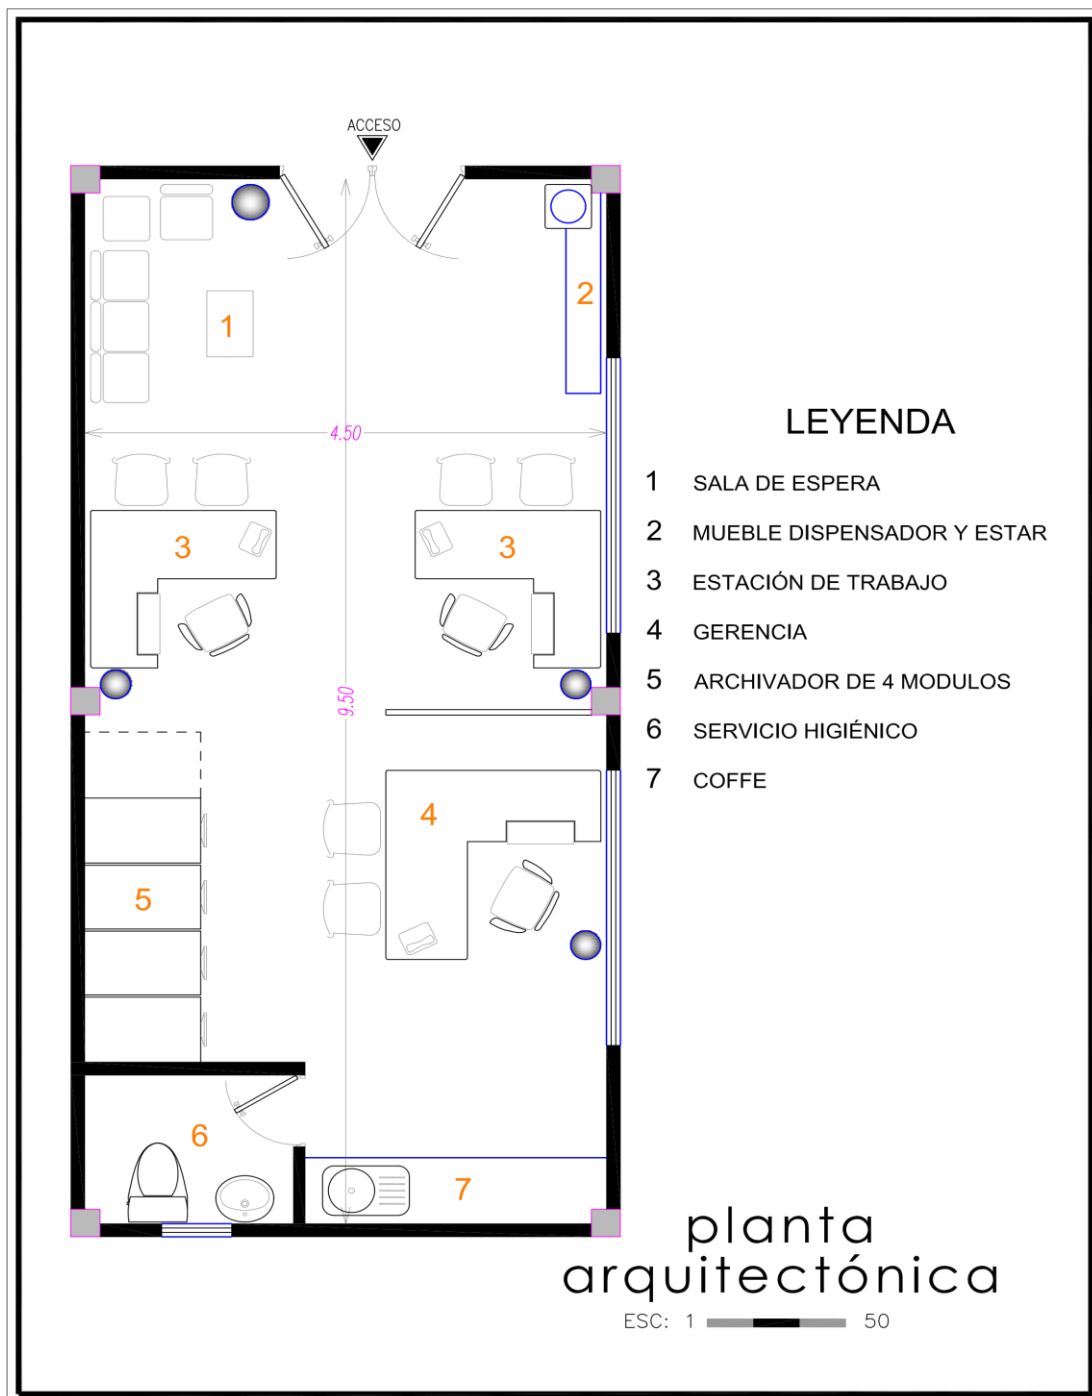 ACCESO
1
2
4.50
3
3
9.50
4
5
6
7
LEYENDA
1 SALA DE ESPERA
2 MUEBLE DISPENSADOR Y ESTAR
3 ESTACIÓN DE TRABAJO
4 GERENCIA
5 ARCHIVADOR DE 4 MODULOS
6 SERVICIO HIGIÉNICO
7 COFFE
planta
arquitectónica
ESC: 1 50